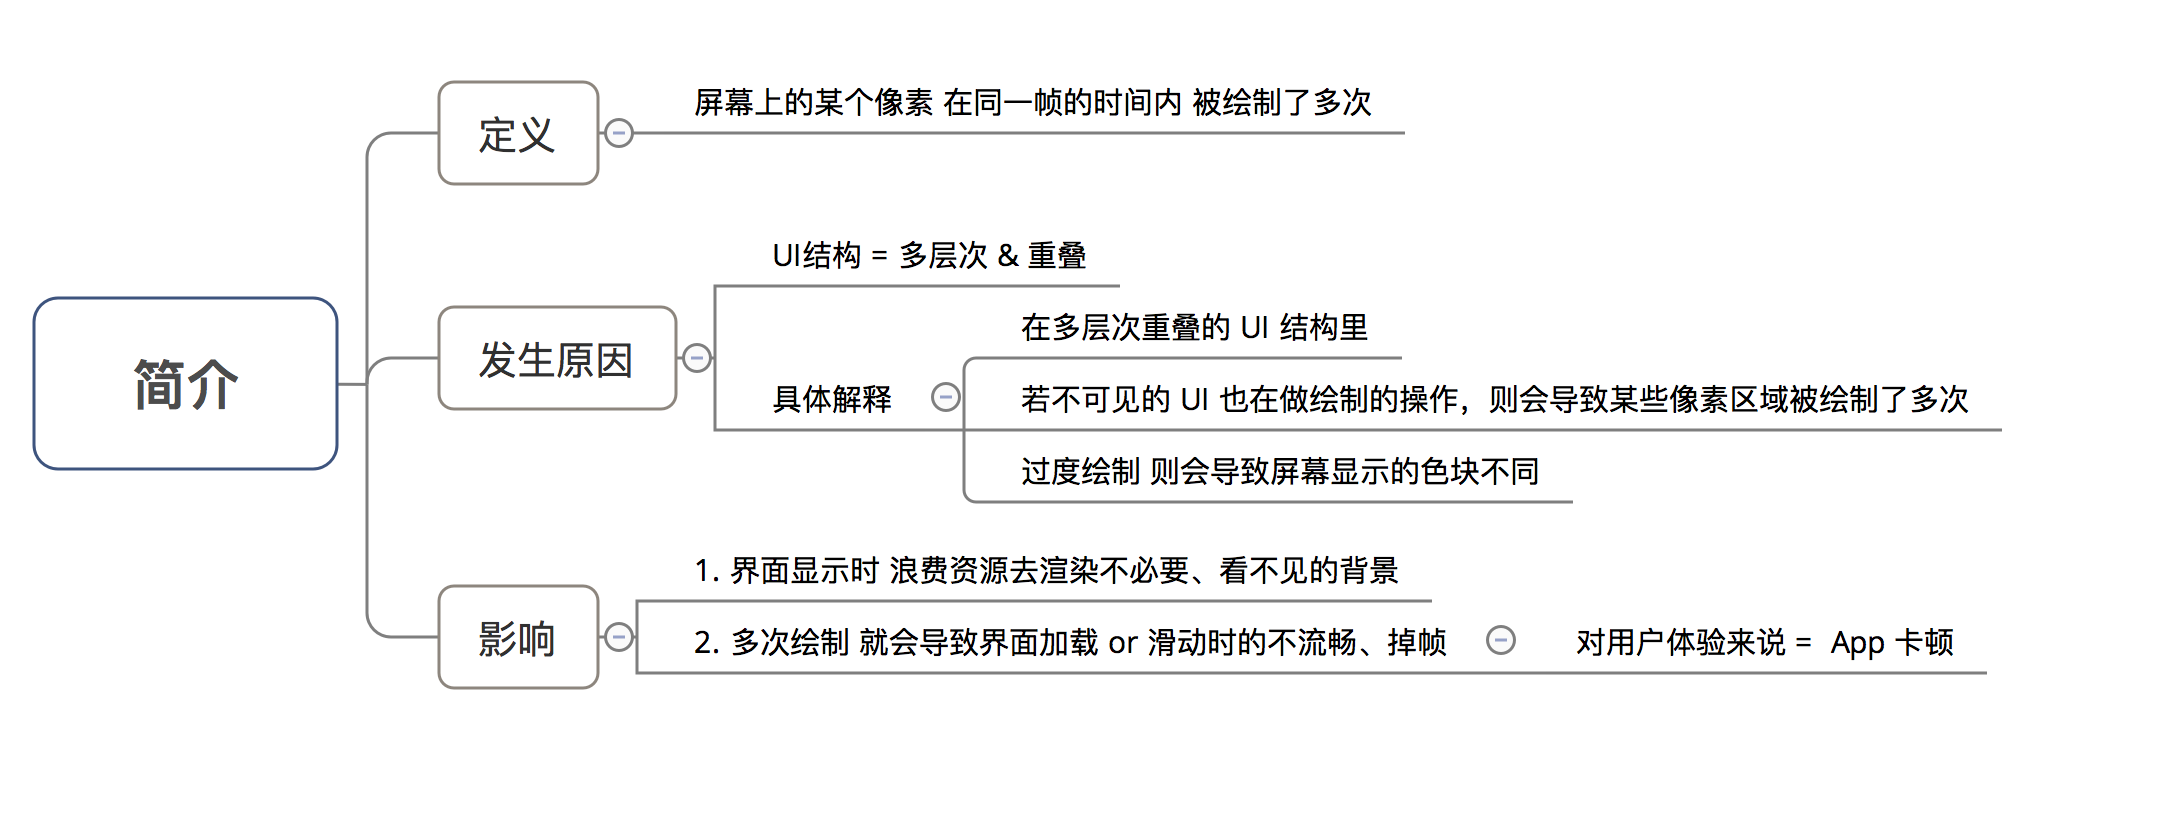 简介
定义
屏幕上的某个像素 在同一帧的时间内 被绘制了多次
发生原因
UI结构 = 多层次 & 重叠
具体解释
在多层次重叠的 UI 结构里
若不可见的 UI 也在做绘制的操作，则会导致某些像素区域被绘制了多次
过度绘制 则会导致屏幕显示的色块不同
影响
1. 界面显示时 浪费资源去渲染不必要、看不见的背景
2. 多次绘制 就会导致界面加载 or 滑动时的不流畅、掉帧
对用户体验来说 = App 卡顿